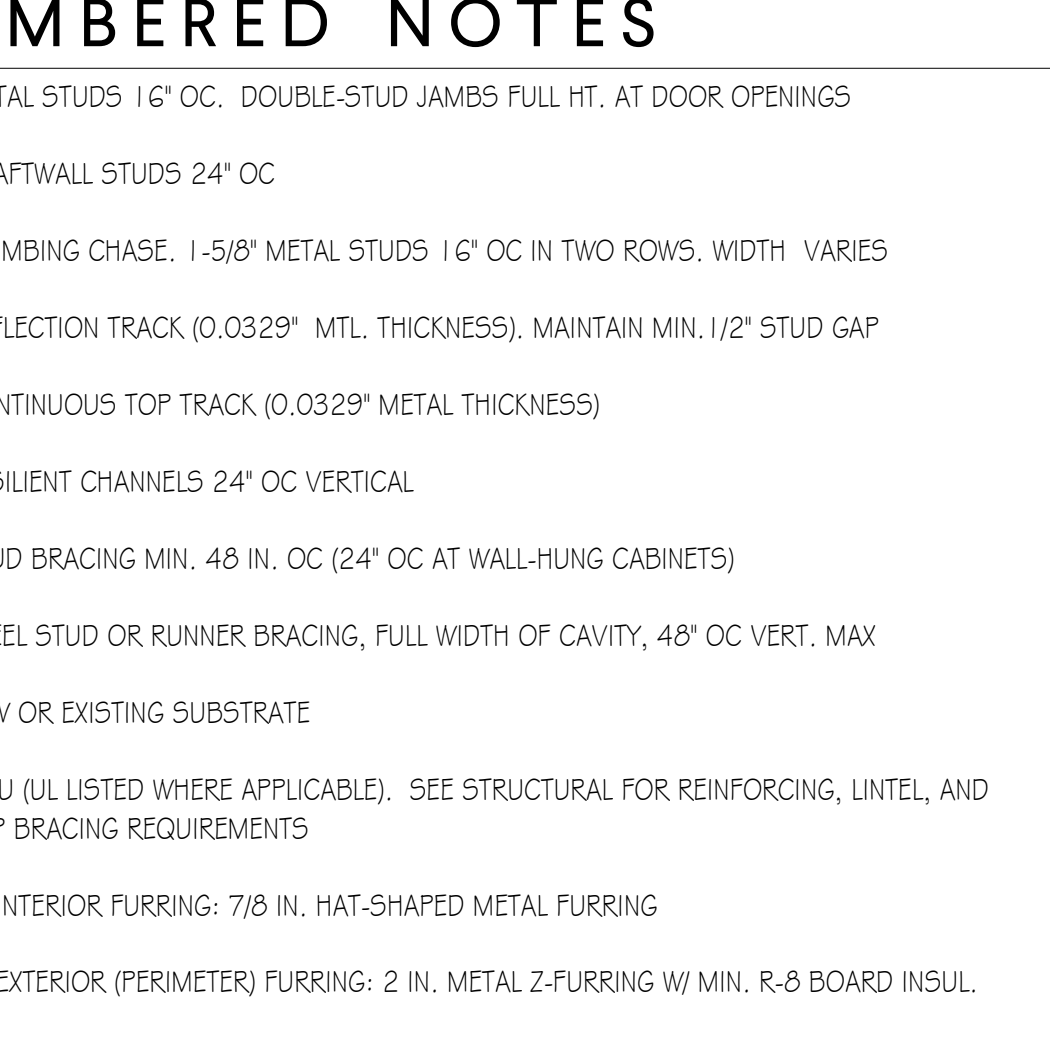 MBERED NOTES
TAL STUDS 16" OC. DOUBLE-STUD JAMBS FULL HT. AT DOOR OPENINGS
AFTWALL STUDS 24" OC
MBING CHASE. 1-5/8" METAL STUDS 16" OC IN TWO ROWS. WIDTH VARIES
FLECTION TRACK (0.0329" MTL. THICKNESS). MAINTAIN MIN. 1/2" STUD GAP
NTINUOUS TOP TRACK (0.0329" METAL THICKNESS)
SILIENT CHANNELS 24" OC VERTICAL
UD BRACING MIN. 48 IN. OC (24" OC AT WALL-HUNG CABINETS)
EEL STUD OR RUNNER BRACING, FULL WIDTH OF CAVITY, 48" OC VERT. MAX
W OR EXISTING SUBSTRATE
U (UL LISTED WHERE APPLICABLE). SEE STRUCTURAL FOR REINFORCING, LINTEL, AND
P BRACING REQUIREMENTS
INTERIOR FURRING: 7/8 IN. HAT-SHAPED METAL FURRING
EXTERIOR (PERIMETER) FURRING: 2 IN. METAL Z-FURRING W/ MIN. R-8 BOARD INSUL.